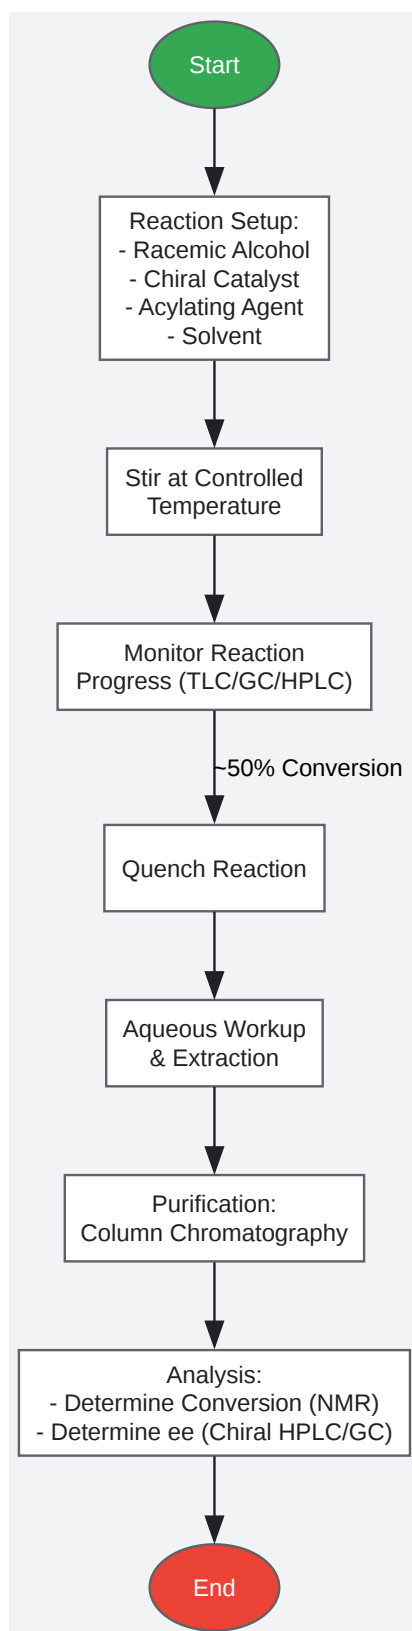 Start
Reaction Setup:
- Racemic Alcohol
- Chiral Catalyst
- Acylating Agent
- Solvent
Stir at Controlled
Temperature
Monitor Reaction
Progress (TLC/GC/HPLC)
~50% Conversion
Quench Reaction
Aqueous Workup
& Extraction
Purification:
Column Chromatography
Analysis:
- Determine Conversion (NMR)
- Determine ee (Chiral HPLC/GC)
End